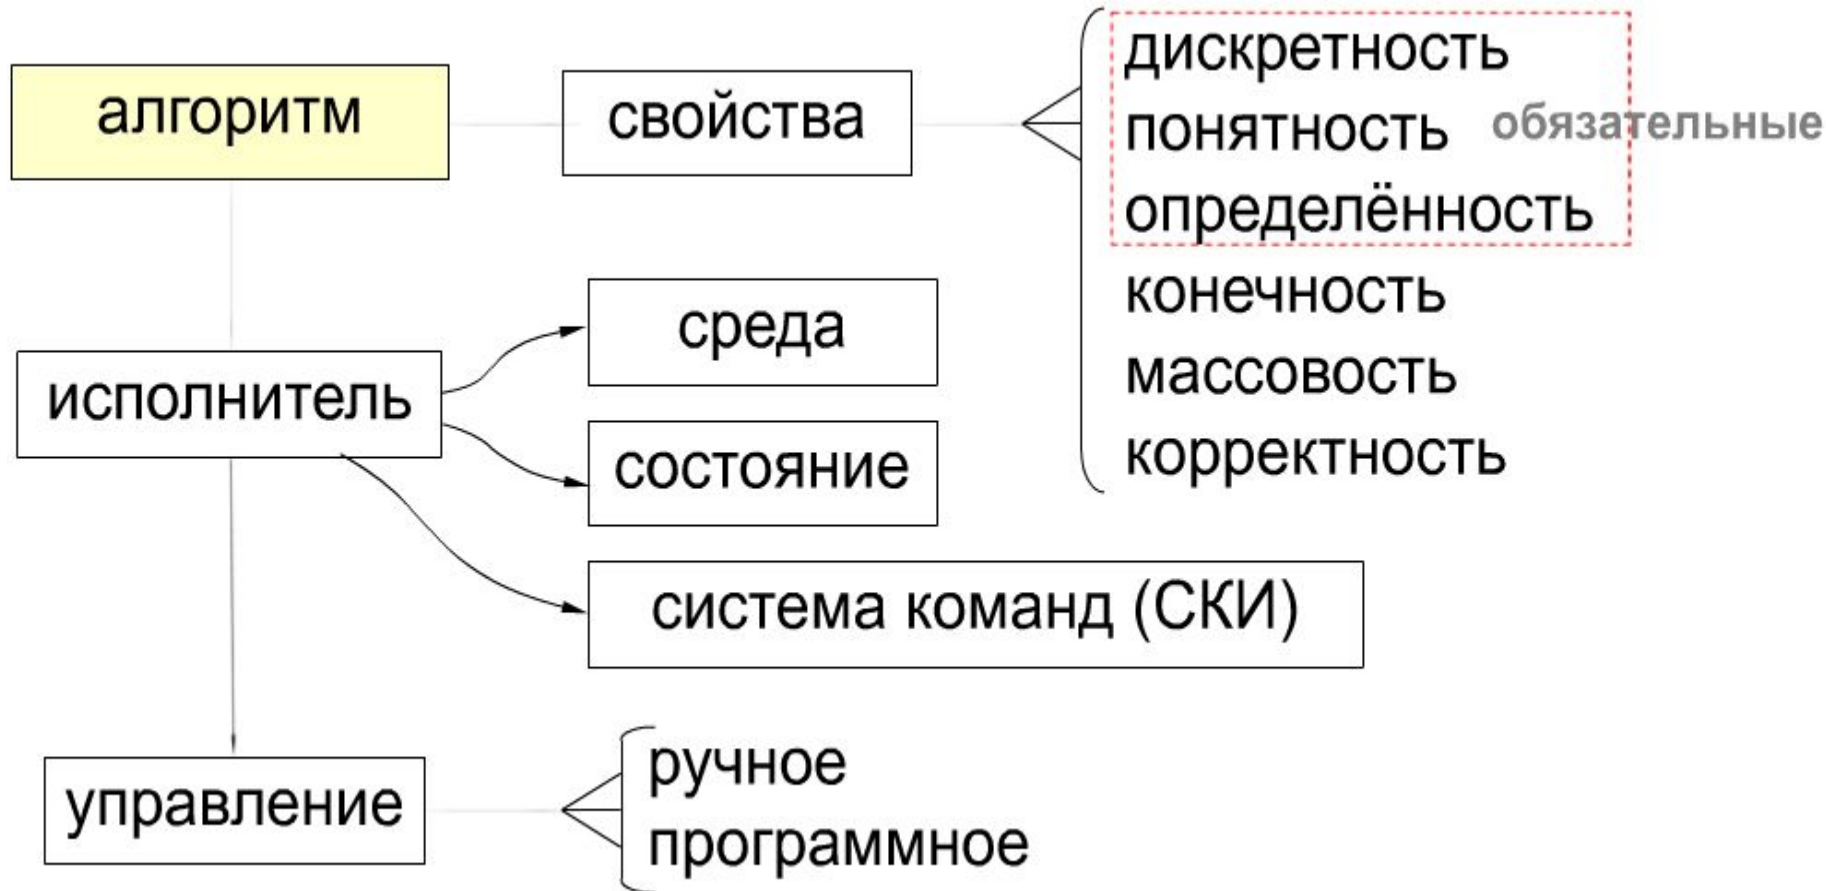 алгоритм
свойства
дискретность
понятность
обязательные
определённость
конечность
массовость
корректность
исполнитель
среда
состояние
система команд (СКИ)
управление
ручное
программное